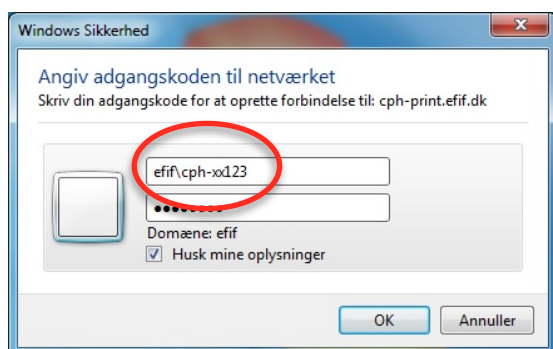 Windows Sikkerhed
Angiv adgangskoden til netværket
Skriv din adgangskode for at oprette forbindelse til: cph-print.efif.dk
efif\cph-xx123
●●●●●●●●
Domæne: efif
Husk mine oplysninger
OK
Annuller